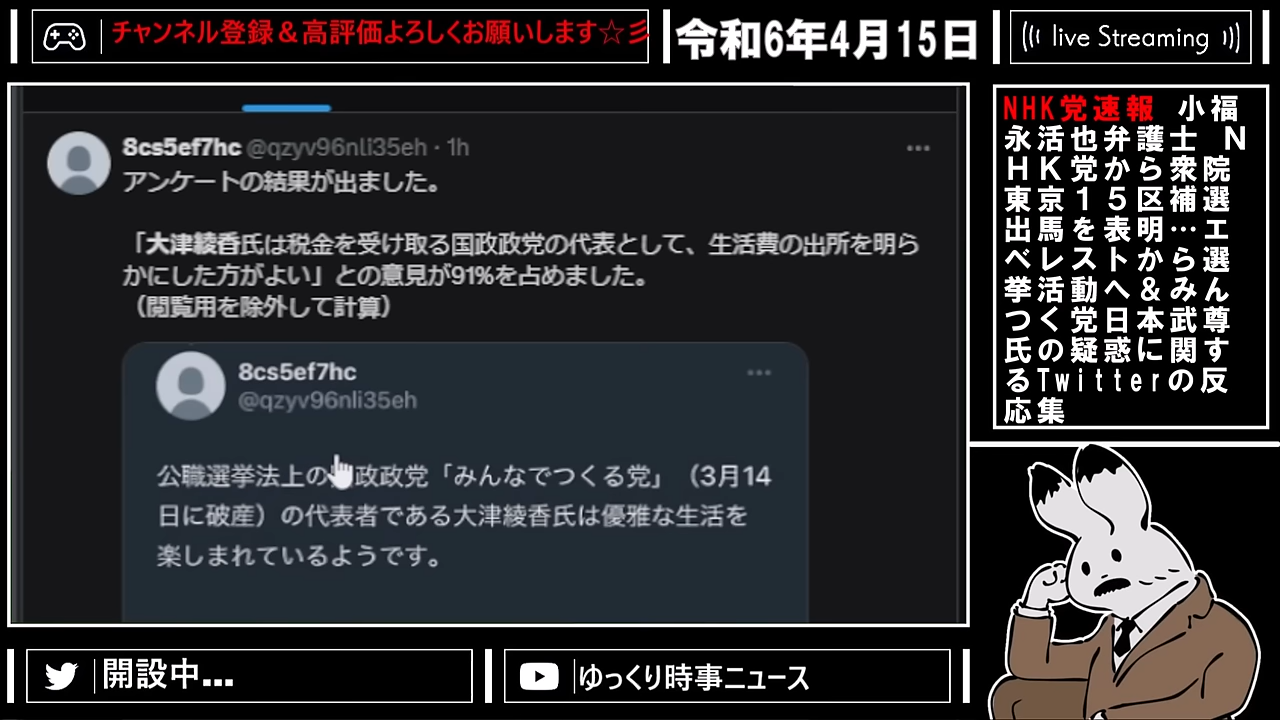 チャンネル登録＆高評価よろしくお願いします☆彡
令和6年4月15日
live Streaming
8cs5ef7hc @qzyv96nli35eh · 1h
アンケートの結果が出ました。
「大津綾香氏は税金を受け取る国政政党の代表として、生活費の出所を明ら
かにした方がよい」との意見が91%を占めました。
（閲覧用を除外して計算）
8cs5ef7hc
@qzyv96nli35eh
公職選挙法上の政政党「みんなでつくる党」（3月14
日に破産）の代表者である大津綾香氏は優雅な生活を
楽しまれているようです。
NHK党速報 小福
永活也弁護士 N
HK党から衆院
東京15区補選
出馬を表明…エ
ベレストから選
挙活動へ＆みん
つく党日本武尊
氏の疑惑に関す
るTwitterの反
応集
開設中...
ゆっくり時事ニュース